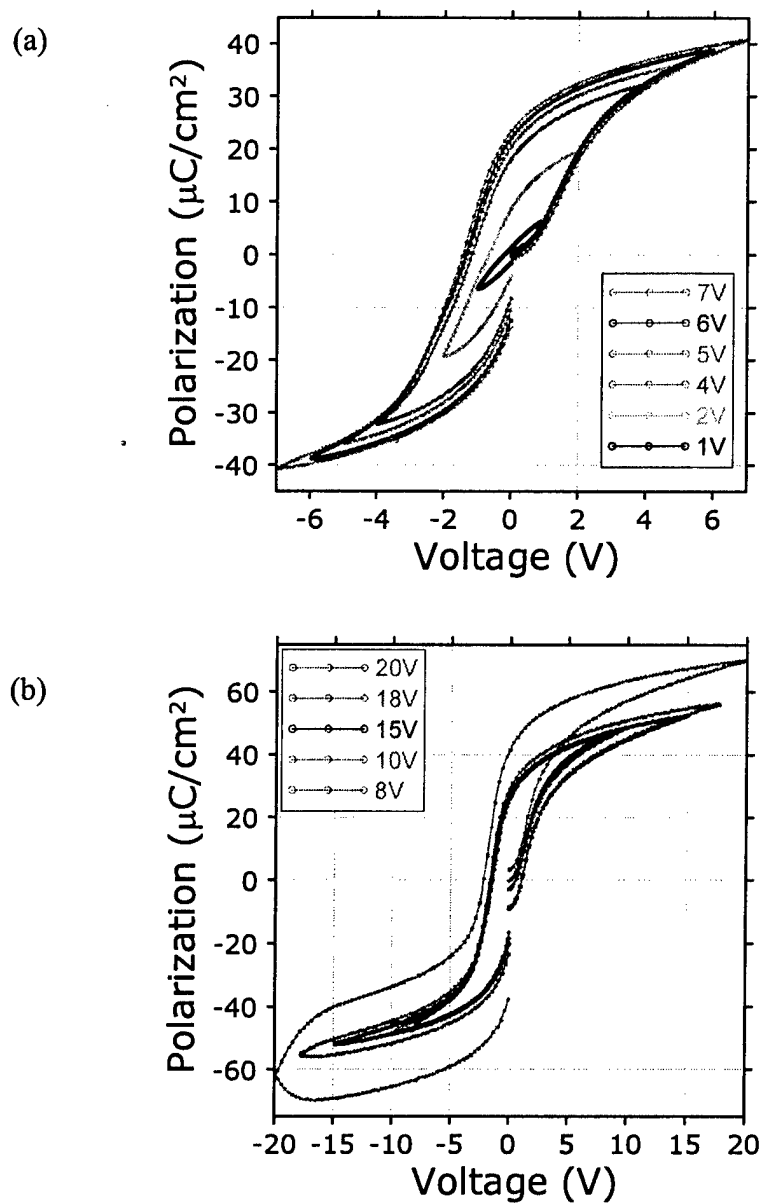 (a)
Polarization (μC/cm²)
40
30
20
10
0
-10
-20
-30
-40
7V
6V
5V
4V
2V
1V
-6 -4 -2 0 2 4 6
Voltage (V)
(b)
Polarization (μC/cm²)
60
40
20
0
-20
-40
-60
20V
18V
15V
10V
8V
-20 -15 -10 -5 0 5 10 15 20
Voltage (V)